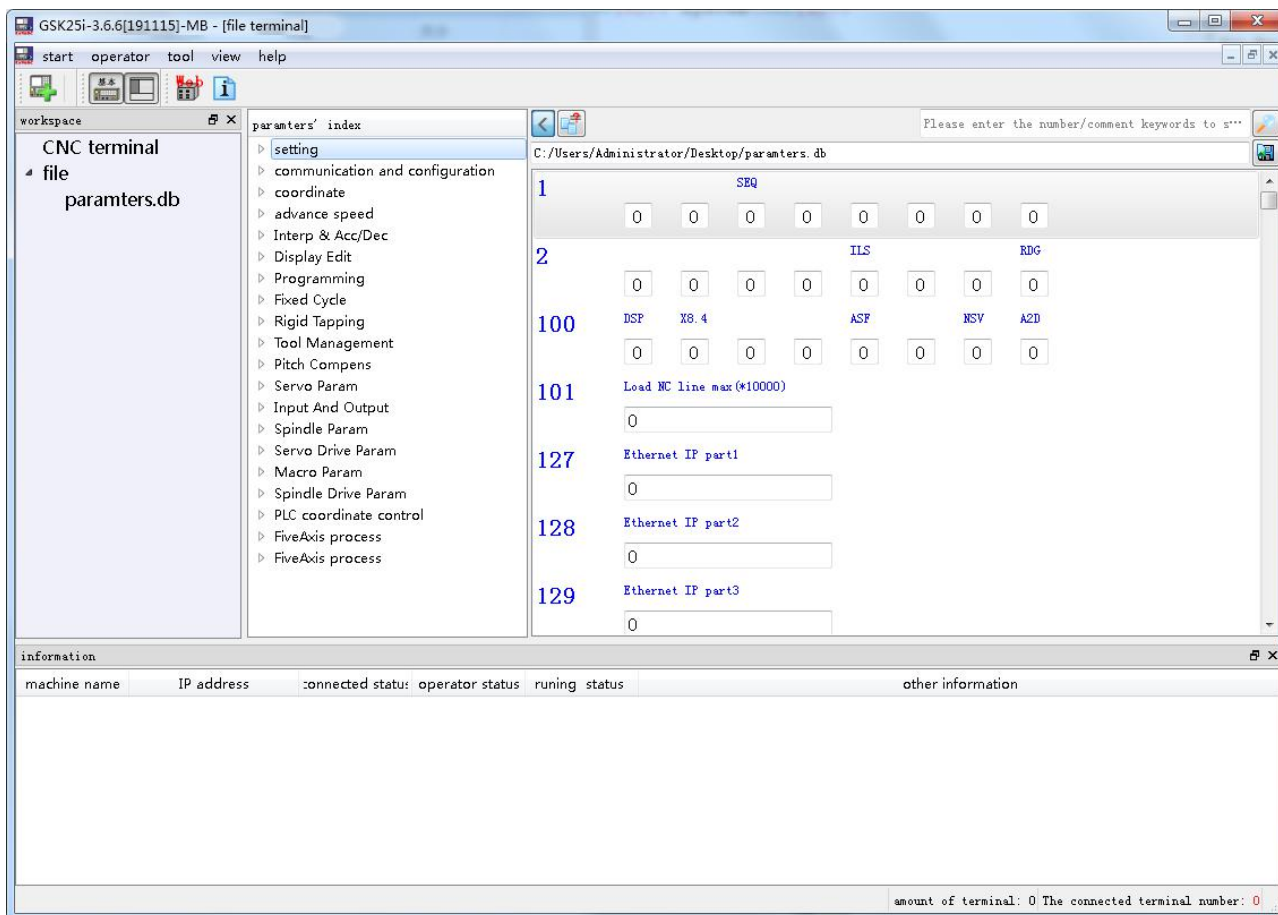 GSK25i-3.6.6[191115]-MB - [file terminal]
start operator tool view help
基本
Web
workspace
CNC terminal
file
paramters.db
paramters' index
setting
communication and configuration
coordinate
advance speed
Interp & Acc/Dec
Display Edit
Programming
Fixed Cycle
Rigid Tapping
Tool Management
Pitch Compens
Servo Param
Input And Output
Spindle Param
Servo Drive Param
Macro Param
Spindle Drive Param
PLC coordinate control
FiveAxis process
FiveAxis process
Please enter the number/comment keywords to s…
C:/Users/Administrator/Desktop/paramters.db
1 SEQ
0 0 0 0 0 0 0 0
2 ILS RDG
0 0 0 0 0 0 0 0
100 DSP X8.4 ASF NSV A2D
0 0 0 0 0 0 0 0
101 Load NC line max(*10000)
0
127 Ethernet IP part1
0
128 Ethernet IP part2
0
129 Ethernet IP part3
0
information
machine name IP address connected status operator status runing status other information
amount of terminal: 0 The connected terminal number: 0